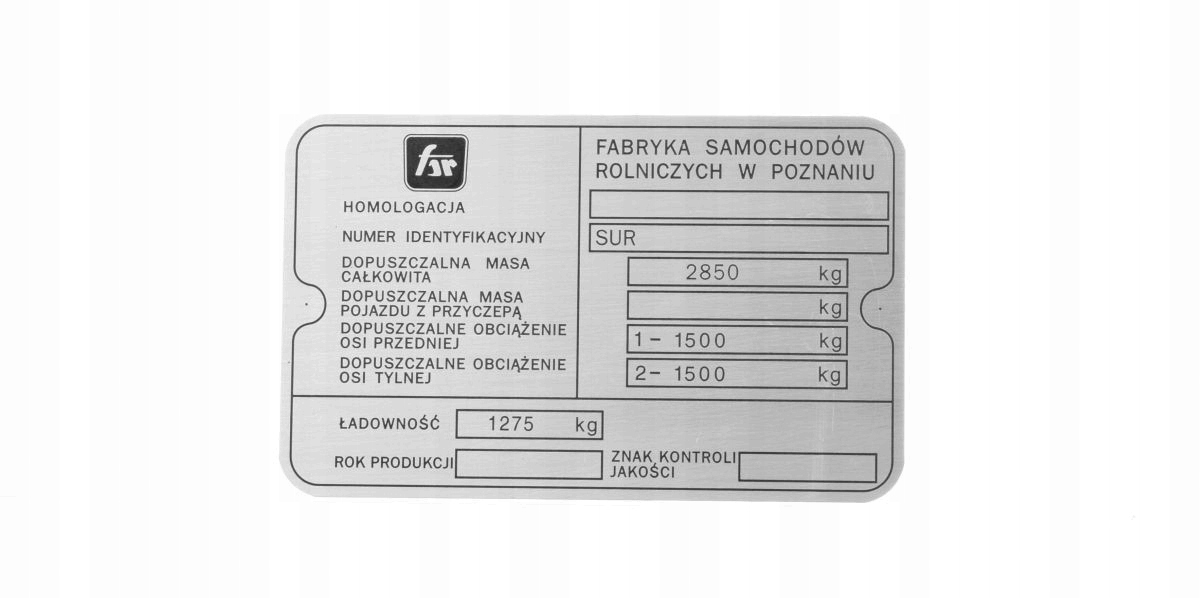 fsr
HOMOLOGACJA
NUMER IDENTYFIKACYJNY
DOPUSZCZALNA MASA
CAŁKOWITA
DOPUSZCZALNA MASA
POJAZDU Z PRZYCZEPĄ
DOPUSZCZALNE OBCIĄŻENIE
OSI PRZEDNIEJ
DOPUSZCZALNE OBCIĄŻENIE
OSI TYLNEJ
FABRYKA SAMOCHODÓW
ROLNICZYCH W POZNANIU
SUR
2850 kg
kg
1- 1500 kg
2- 1500 kg
ŁADOWNOŚĆ 1275 kg
ROK PRODUKCJI
ZNAK KONTROLI
JAKOŚCI